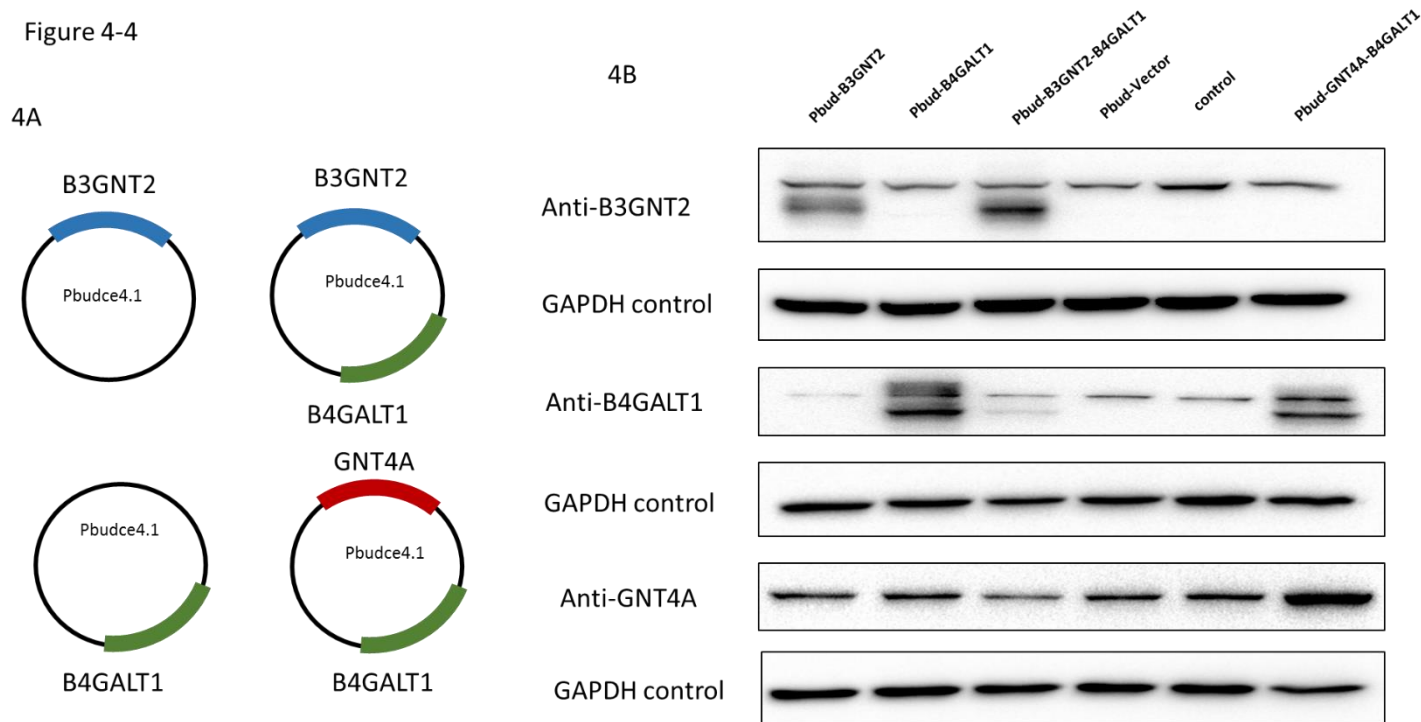 Figure 4-4
4A
B3GNT2
Pbudce4.1
B3GNT2
Pbudce4.1
B4GALT1
Pbudce4.1
B4GALT1
GNT4A
Pbudce4.1
B4GALT1
4B
Pbud-B3GNT2
Pbud-B4GALT1
Pbud-B3GNT2-B4GALT1
Pbud-Vector
control
Pbud-GNT4A-B4GALT1
Anti-B3GNT2
GAPDH control
Anti-B4GALT1
GAPDH control
Anti-GNT4A
GAPDH control